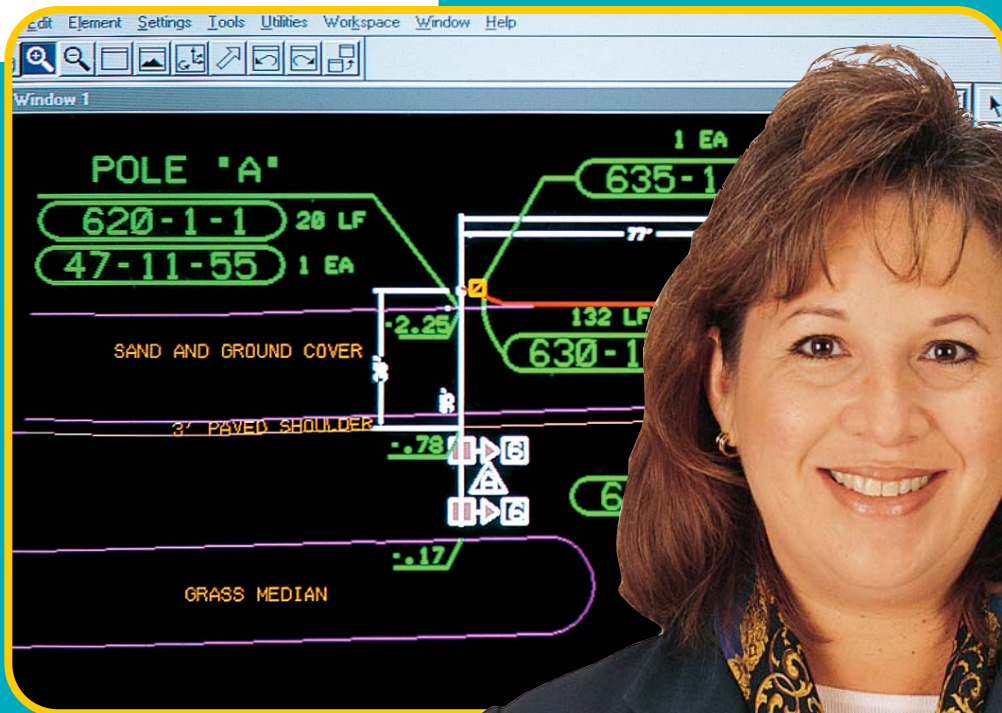 Edit Element Settings Tools Utilities Workspace Window Help
Window 1
POLE "A"
620-1-1 20 LF
47-11-55 1 EA
1 EA
635-1
77'
-2.25
132 LF
630-1
SAND AND GROUND COVER
3' PAVED SHOULDER
-.78
6
6
6
-.17
GRASS MEDIAN